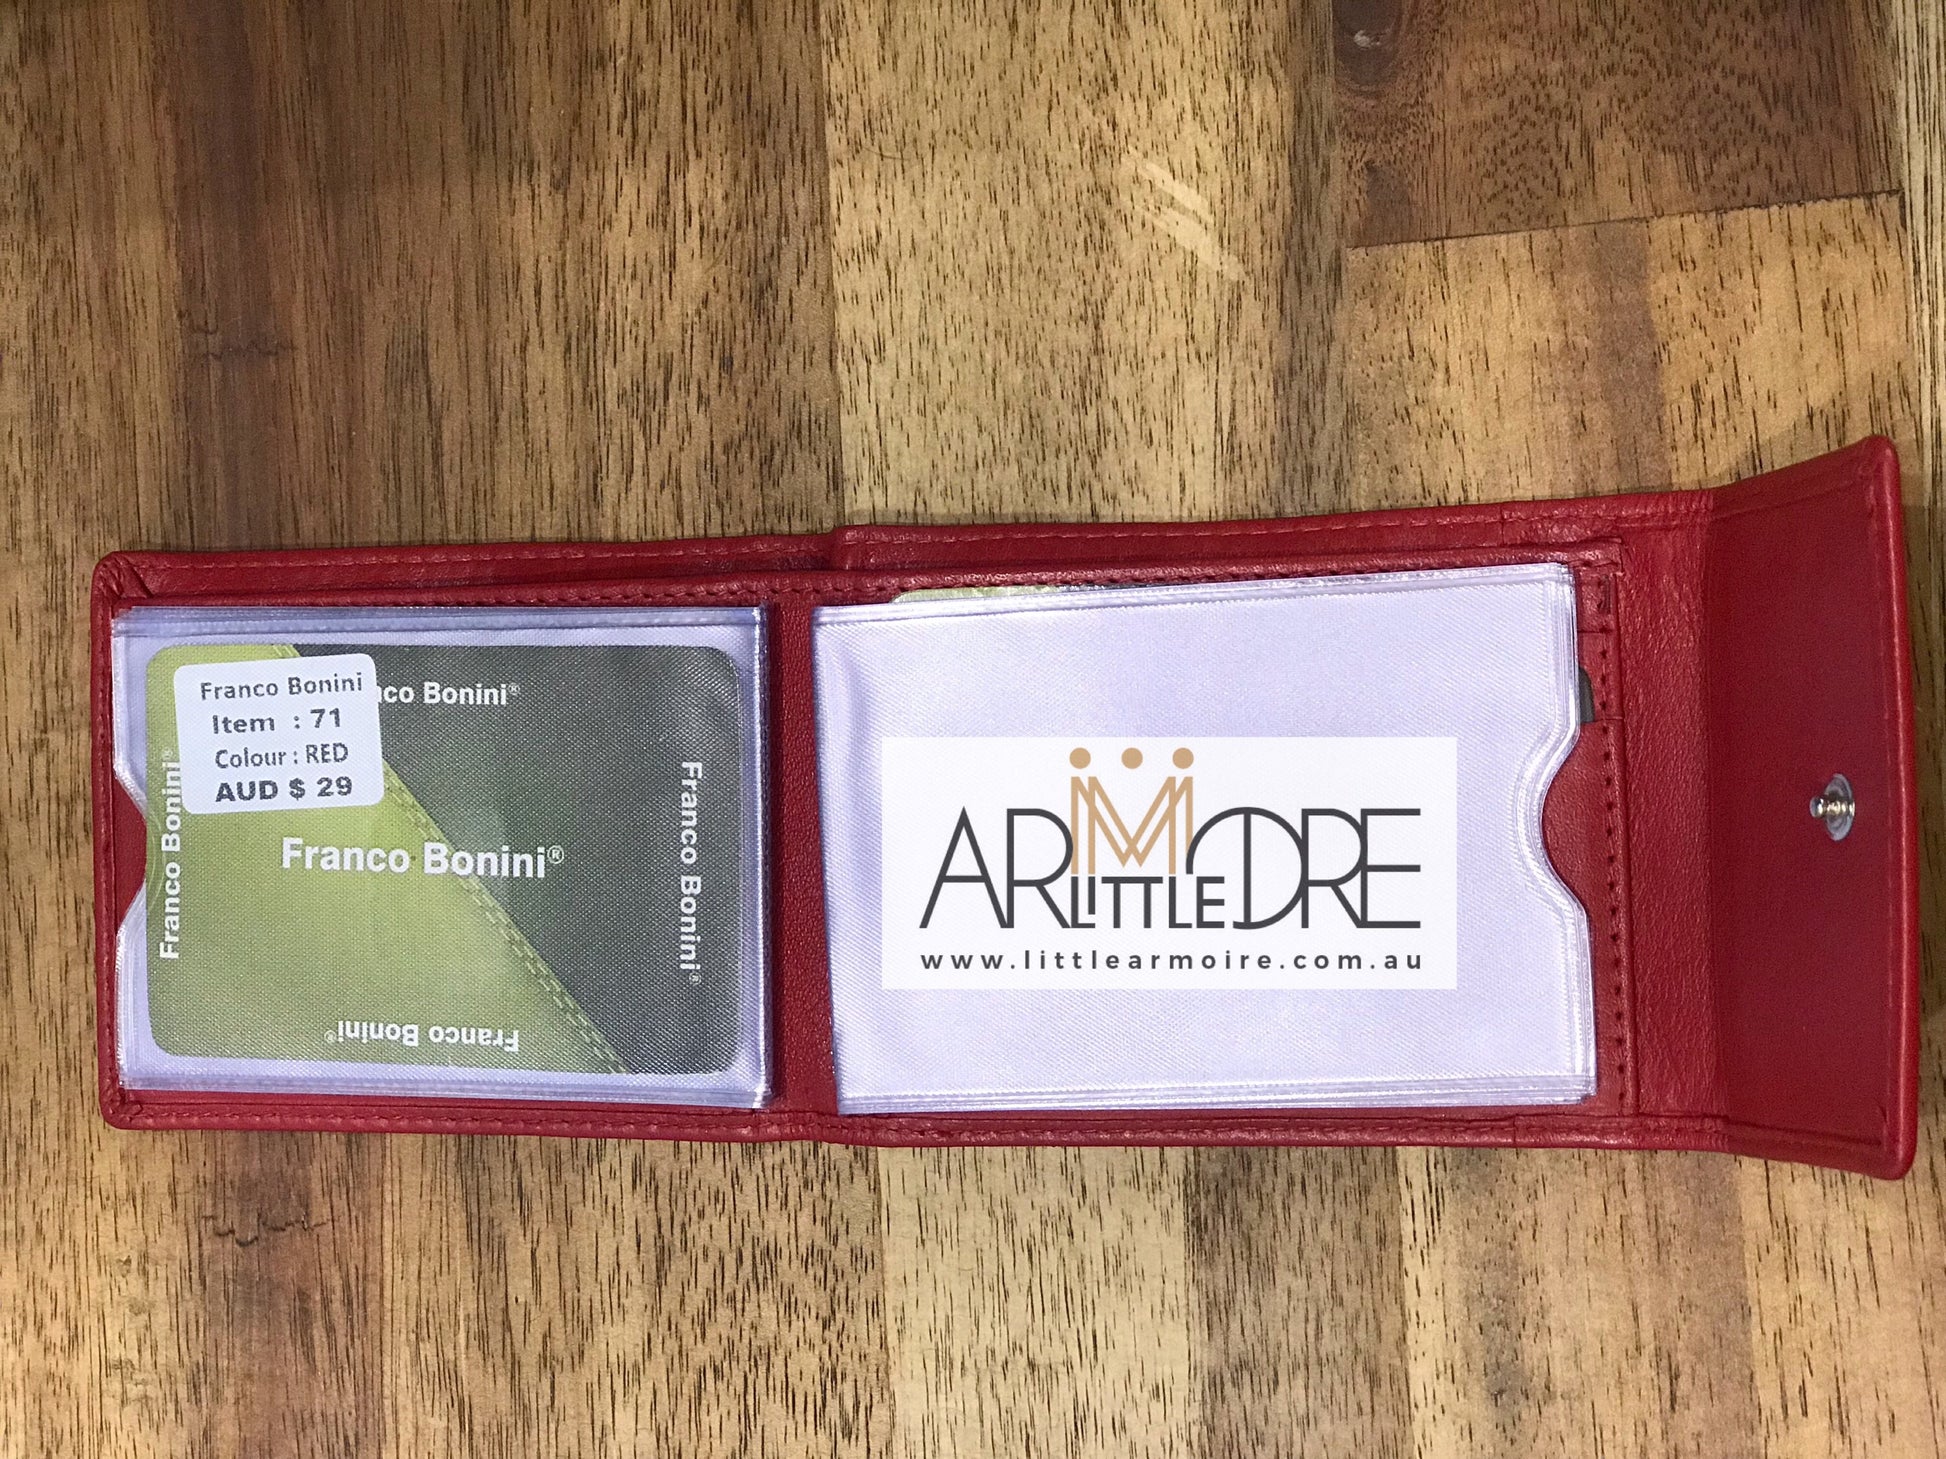 Franco Bonini
Item : 71
Colour : RED
AUD $ 29
nco Bonini®
Franco Bonini®
Franco Bonini®
Franco Bonini®
Franco Bonini®
ARMOIRE
LITTLE
www.littlearmoire.com.au